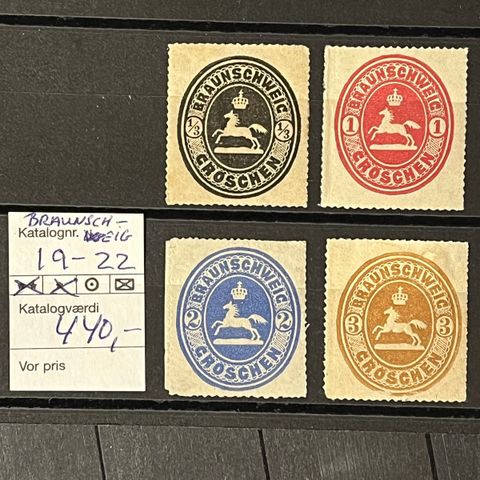 BRAUNSCHWEIG
1/3 1/3
GROSCHEN
BRAUNSCHWEIG
1 1
GROSCHEN
BRAUNSCH-
Katalognr. WEIG
19-22
Katalogværdi
440,-
Vor pris
BRAUNSCHWEIG
2 2
GROSCHEN
BRAUNSCHWEIG
3 3
GROSCHEN